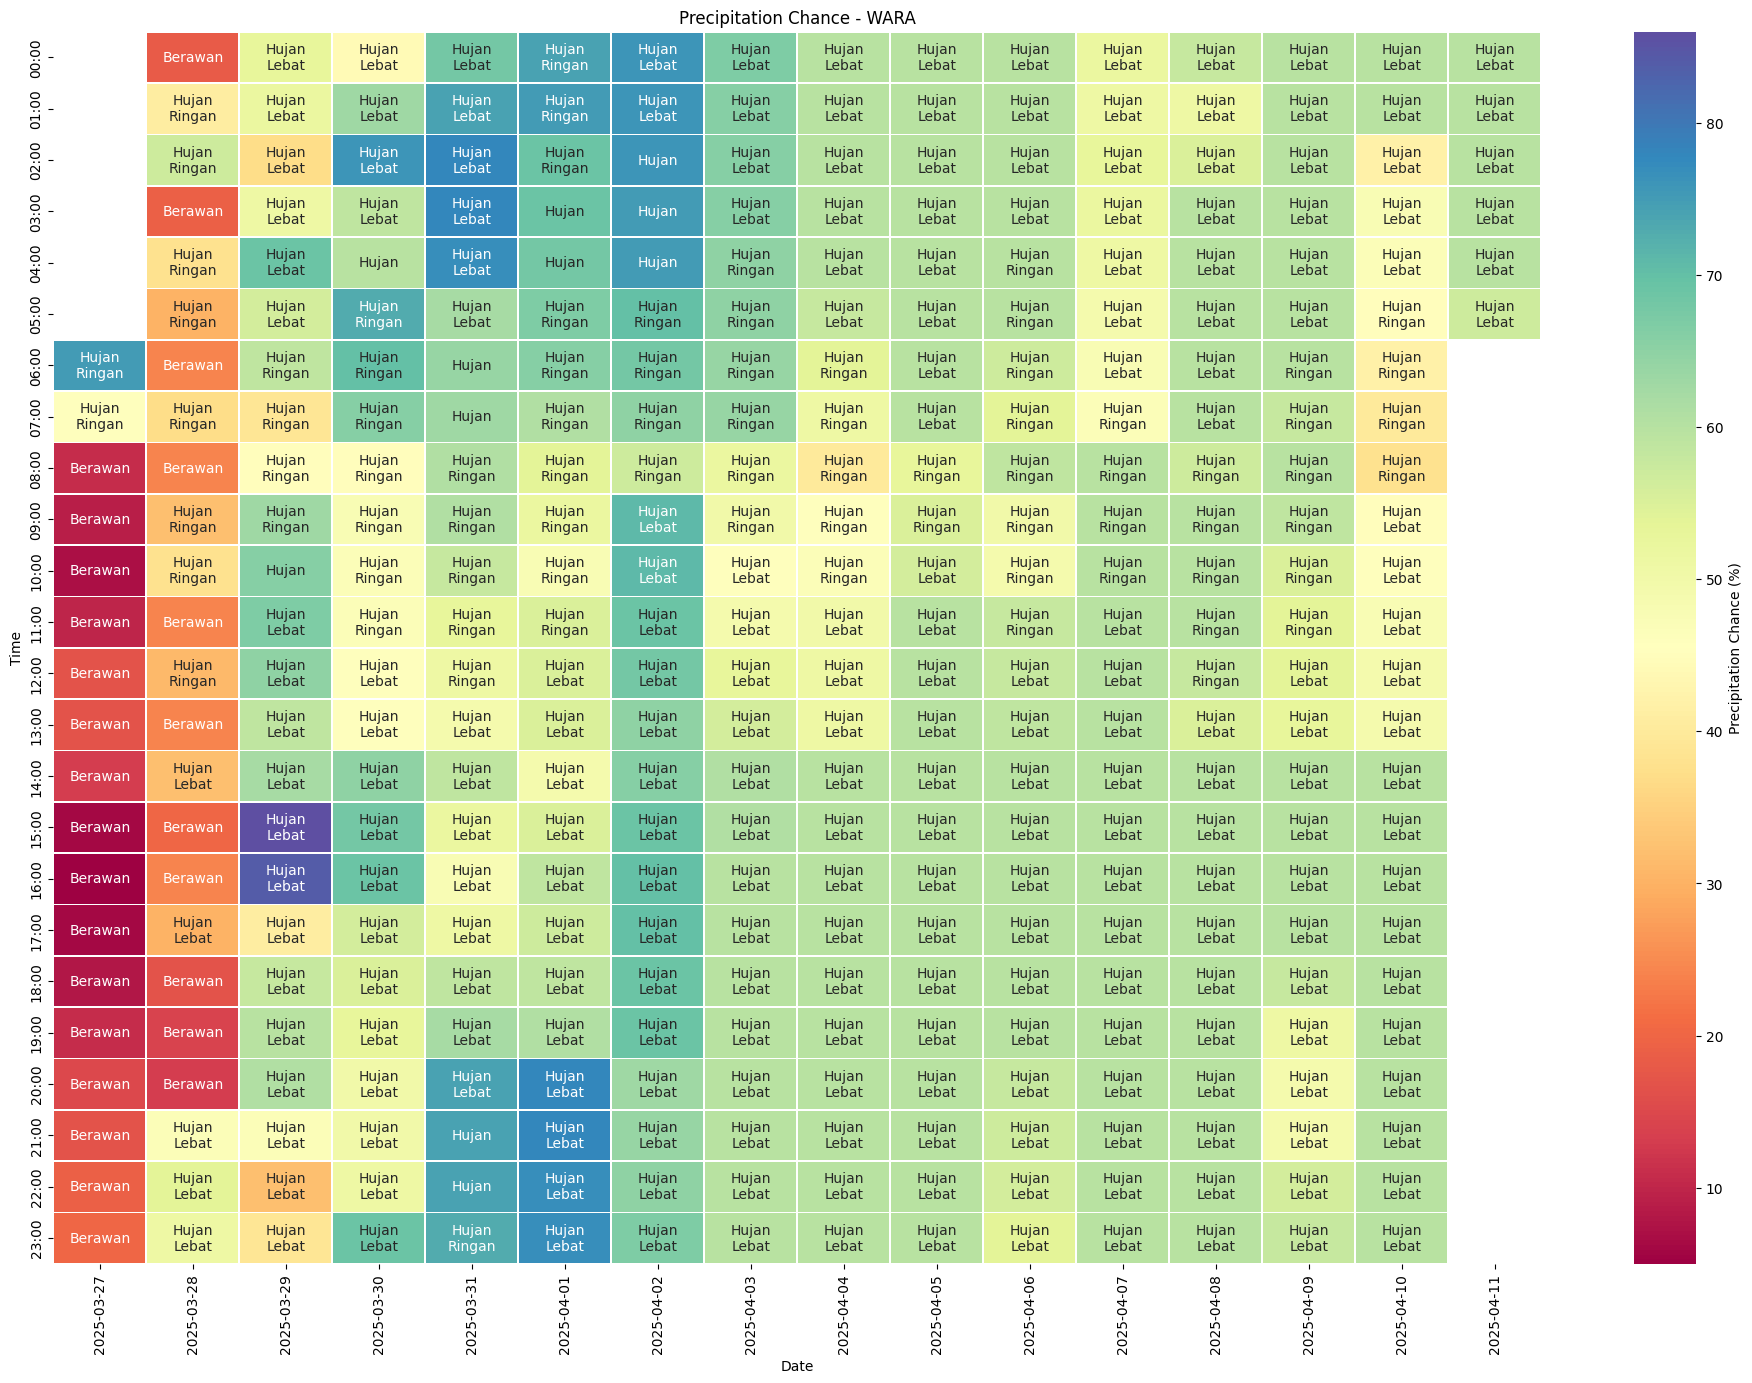 Precipitation Chance - WARA
00:00 Berawan Hujan Lebat Hujan Lebat Hujan Lebat Hujan Ringan Hujan Lebat Hujan Lebat Hujan Lebat Hujan Lebat Hujan Lebat Hujan Lebat Hujan Lebat Hujan Lebat Hujan Lebat Hujan Lebat
01:00 Hujan Ringan Hujan Lebat Hujan Lebat Hujan Lebat Hujan Ringan Hujan Lebat Hujan Lebat Hujan Lebat Hujan Lebat Hujan Lebat Hujan Lebat Hujan Lebat Hujan Lebat Hujan Lebat Hujan Lebat
02:00 Hujan Ringan Hujan Lebat Hujan Lebat Hujan Lebat Hujan Ringan Hujan Hujan Lebat Hujan Lebat Hujan Lebat Hujan Lebat Hujan Lebat Hujan Lebat Hujan Lebat Hujan Lebat Hujan Lebat
03:00 Berawan Hujan Lebat Hujan Lebat Hujan Lebat Hujan Hujan Hujan Lebat Hujan Lebat Hujan Lebat Hujan Lebat Hujan Lebat Hujan Lebat Hujan Lebat Hujan Lebat Hujan Lebat
04:00 Hujan Ringan Hujan Lebat Hujan Hujan Lebat Hujan Hujan Hujan Ringan Hujan Lebat Hujan Lebat Hujan Ringan Hujan Lebat Hujan Lebat Hujan Lebat Hujan Lebat Hujan Lebat
05:00 Hujan Ringan Hujan Lebat Hujan Ringan Hujan Lebat Hujan Ringan Hujan Ringan Hujan Ringan Hujan Lebat Hujan Lebat Hujan Ringan Hujan Lebat Hujan Lebat Hujan Lebat Hujan Ringan Hujan Lebat
06:00 Hujan Ringan Berawan Hujan Ringan Hujan Ringan Hujan Hujan Ringan Hujan Ringan Hujan Ringan Hujan Ringan Hujan Lebat Hujan Ringan Hujan Lebat Hujan Lebat Hujan Ringan Hujan Ringan
07:00 Hujan Ringan Hujan Ringan Hujan Ringan Hujan Ringan Hujan Hujan Ringan Hujan Ringan Hujan Ringan Hujan Ringan Hujan Lebat Hujan Ringan Hujan Ringan Hujan Lebat Hujan Ringan Hujan Ringan
08:00 Berawan Berawan Hujan Ringan Hujan Ringan Hujan Ringan Hujan Ringan Hujan Ringan Hujan Ringan Hujan Ringan Hujan Ringan Hujan Ringan Hujan Ringan Hujan Ringan Hujan Ringan Hujan Ringan
09:00 Berawan Hujan Ringan Hujan Ringan Hujan Ringan Hujan Ringan Hujan Ringan Hujan Lebat Hujan Ringan Hujan Ringan Hujan Ringan Hujan Ringan Hujan Ringan Hujan Ringan Hujan Ringan Hujan Lebat
10:00 Berawan Hujan Ringan Hujan Hujan Ringan Hujan Ringan Hujan Ringan Hujan Lebat Hujan Lebat Hujan Ringan Hujan Lebat Hujan Ringan Hujan Ringan Hujan Ringan Hujan Ringan Hujan Lebat
11:00 Berawan Berawan Hujan Lebat Hujan Ringan Hujan Ringan Hujan Ringan Hujan Lebat Hujan Lebat Hujan Lebat Hujan Lebat Hujan Ringan Hujan Lebat Hujan Ringan Hujan Ringan Hujan Lebat
12:00 Berawan Hujan Ringan Hujan Lebat Hujan Lebat Hujan Ringan Hujan Lebat Hujan Lebat Hujan Lebat Hujan Lebat Hujan Lebat Hujan Lebat Hujan Lebat Hujan Ringan Hujan Lebat Hujan Lebat
13:00 Berawan Berawan Hujan Lebat Hujan Lebat Hujan Lebat Hujan Lebat Hujan Lebat Hujan Lebat Hujan Lebat Hujan Lebat Hujan Lebat Hujan Lebat Hujan Lebat Hujan Lebat Hujan Lebat
14:00 Berawan Hujan Lebat Hujan Lebat Hujan Lebat Hujan Lebat Hujan Lebat Hujan Lebat Hujan Lebat Hujan Lebat Hujan Lebat Hujan Lebat Hujan Lebat Hujan Lebat Hujan Lebat Hujan Lebat
15:00 Berawan Berawan Hujan Lebat Hujan Lebat Hujan Lebat Hujan Lebat Hujan Lebat Hujan Lebat Hujan Lebat Hujan Lebat Hujan Lebat Hujan Lebat Hujan Lebat Hujan Lebat Hujan Lebat
16:00 Berawan Berawan Hujan Lebat Hujan Lebat Hujan Lebat Hujan Lebat Hujan Lebat Hujan Lebat Hujan Lebat Hujan Lebat Hujan Lebat Hujan Lebat Hujan Lebat Hujan Lebat Hujan Lebat
17:00 Berawan Hujan Lebat Hujan Lebat Hujan Lebat Hujan Lebat Hujan Lebat Hujan Lebat Hujan Lebat Hujan Lebat Hujan Lebat Hujan Lebat Hujan Lebat Hujan Lebat Hujan Lebat Hujan Lebat
18:00 Berawan Berawan Hujan Lebat Hujan Lebat Hujan Lebat Hujan Lebat Hujan Lebat Hujan Lebat Hujan Lebat Hujan Lebat Hujan Lebat Hujan Lebat Hujan Lebat Hujan Lebat Hujan Lebat
19:00 Berawan Berawan Hujan Lebat Hujan Lebat Hujan Lebat Hujan Lebat Hujan Lebat Hujan Lebat Hujan Lebat Hujan Lebat Hujan Lebat Hujan Lebat Hujan Lebat Hujan Lebat Hujan Lebat
20:00 Berawan Berawan Hujan Lebat Hujan Lebat Hujan Lebat Hujan Lebat Hujan Lebat Hujan Lebat Hujan Lebat Hujan Lebat Hujan Lebat Hujan Lebat Hujan Lebat Hujan Lebat Hujan Lebat
21:00 Berawan Hujan Lebat Hujan Lebat Hujan Lebat Hujan Hujan Lebat Hujan Lebat Hujan Lebat Hujan Lebat Hujan Lebat Hujan Lebat Hujan Lebat Hujan Lebat Hujan Lebat Hujan Lebat
22:00 Berawan Hujan Lebat Hujan Lebat Hujan Lebat Hujan Hujan Lebat Hujan Lebat Hujan Lebat Hujan Lebat Hujan Lebat Hujan Lebat Hujan Lebat Hujan Lebat Hujan Lebat Hujan Lebat
23:00 Berawan Hujan Lebat Hujan Lebat Hujan Lebat Hujan Ringan Hujan Lebat Hujan Lebat Hujan Lebat Hujan Lebat Hujan Lebat Hujan Lebat Hujan Lebat Hujan Lebat Hujan Lebat Hujan Lebat
2025-03-27 2025-03-28 2025-03-29 2025-03-30 2025-03-31 2025-04-01 2025-04-02 2025-04-03 2025-04-04 2025-04-05 2025-04-06 2025-04-07 2025-04-08 2025-04-09 2025-04-10 2025-04-11
Date
Time
80
70
60
50
40
30
20
10
Precipitation Chance (%)